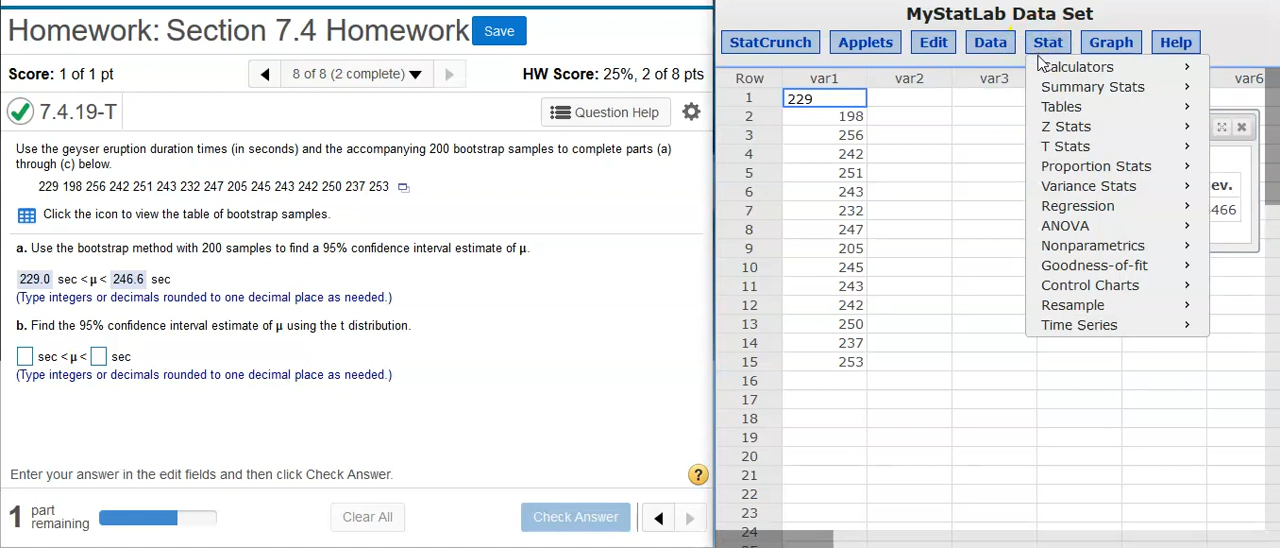 Homework: Section 7.4 Homework Save
Score: 1 of 1 pt 8 of 8 (2 complete) HW Score: 25%, 2 of 8 pts
7.4.19-T Question Help
Use the geyser eruption duration times (in seconds) and the accompanying 200 bootstrap samples to complete parts (a)
through (c) below.
229 198 256 242 251 243 232 247 205 245 243 242 250 237 253
Click the icon to view the table of bootstrap samples.
a. Use the bootstrap method with 200 samples to find a 95% confidence interval estimate of μ.
229.0 sec < μ < 246.6 sec
(Type integers or decimals rounded to one decimal place as needed.)
b. Find the 95% confidence interval estimate of μ using the t distribution.
sec < μ < sec
(Type integers or decimals rounded to one decimal place as needed.)
Enter your answer in the edit fields and then click Check Answer.
?
1 part
remaining
Clear All
Check Answer
MyStatLab Data Set
StatCrunch Applets Edit Data Stat Graph Help
Row var1 var2 var3 var6
1 229
2 198
3 256
4 242
5 251
6 243
7 232
8 247
9 205
10 245
11 243
12 242
13 250
14 237
15 253
16
17
18
19
20
21
22
23
24
Calculators
Summary Stats
Tables
Z Stats
T Stats
Proportion Stats
Variance Stats
Regression
ANOVA
Nonparametrics
Goodness-of-fit
Control Charts
Resample
Time Series
ev.
466